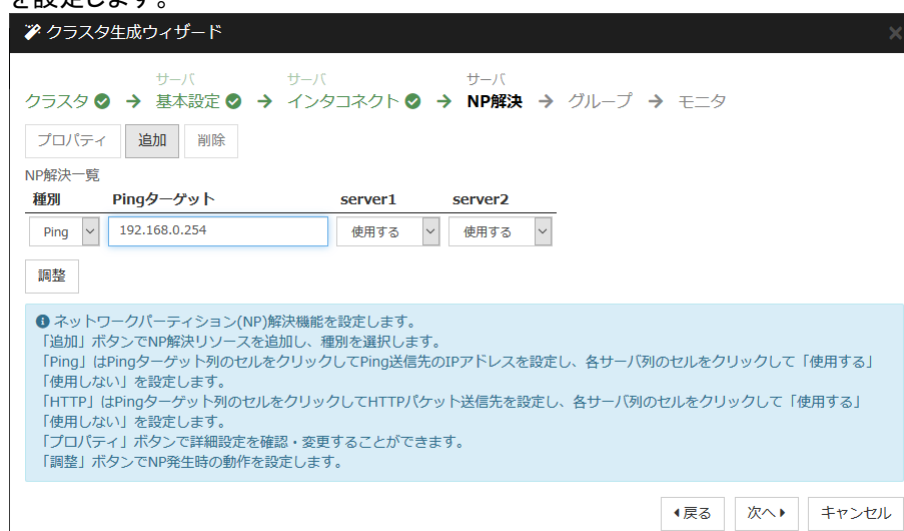 を設定します。
クラスタ生成ウィザード
サーバ サーバ サーバ
クラスタ → 基本設定 → インタコネクト → NP解決 → グループ → モニタ
プロパティ 追加 削除
NP解決一覧
種別 Pingターゲット server1 server2
Ping 192.168.0.254 使用する 使用する
調整
ネットワークパーティション(NP)解決機能を設定します。
「追加」ボタンでNP解決リソースを追加し、種別を選択します。
「Ping」はPingターゲット列のセルをクリックしてPing送信先のIPアドレスを設定し、各サーバ列のセルをクリックして「使用する」
「使用しない」を設定します。
「HTTP」はPingターゲット列のセルをクリックしてHTTPパケット送信先を設定し、各サーバ列のセルをクリックして「使用する」
「使用しない」を設定します。
「プロパティ」ボタンで詳細設定を確認・変更することができます。
「調整」ボタンでNP発生時の動作を設定します。
戻る 次へ キャンセル